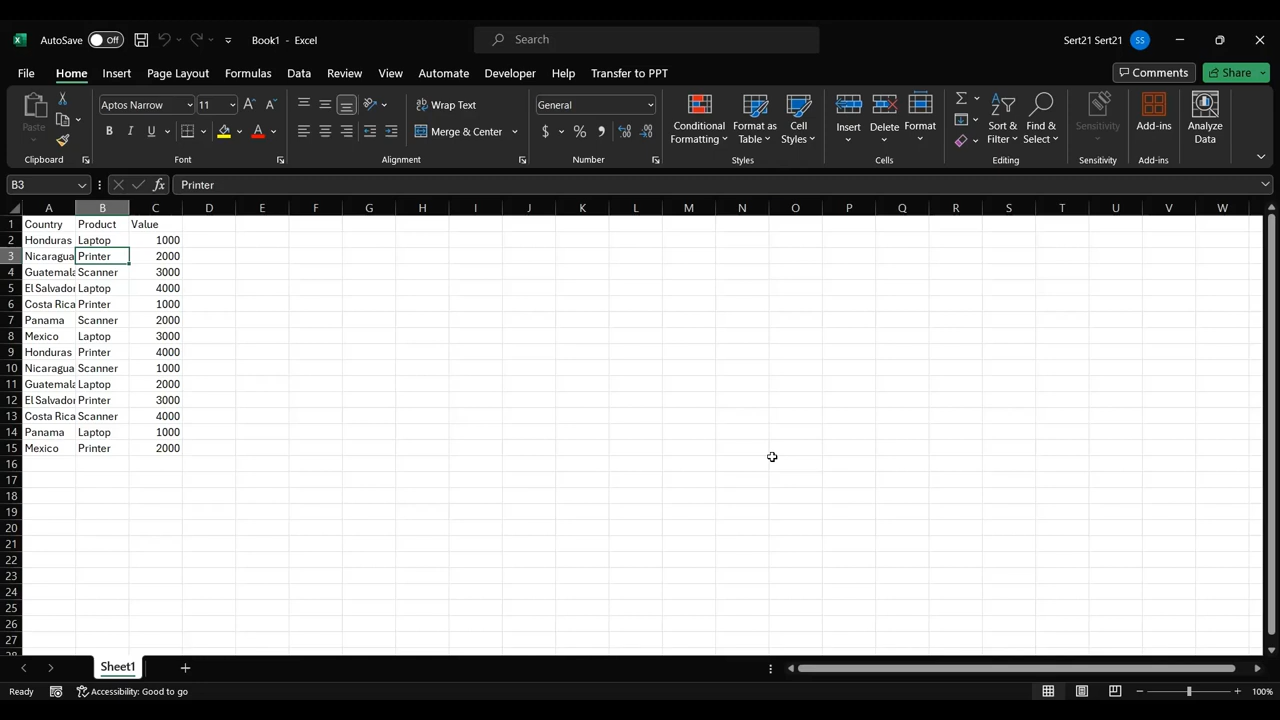 AutoSave Off Book1 - Excel Search Sert21 Sert21 SS
File Home Insert Page Layout Formulas Data Review View Automate Developer Help Transfer to PPT Comments Share
Paste Aptos Narrow 11 A A Wrap Text General Conditional Formatting Format as Table Cell Styles Insert Delete Format Sort & Filter Find & Select Sensitivity Add-ins Analyze Data
B I U A Merge & Center $ % ,
Clipboard Font Alignment Number Styles Cells Editing Sensitivity Add-ins
B3 fx Printer
A B C D E F G H I J K L M N O P Q R S T U V W
1 Country Product Value
2 Honduras Laptop 1000
3 Nicaragua Printer 2000
4 Guatemala Scanner 3000
5 El Salvador Laptop 4000
6 Costa Rica Printer 1000
7 Panama Scanner 2000
8 Mexico Laptop 3000
9 Honduras Printer 4000
10 Nicaragua Scanner 1000
11 Guatemala Laptop 2000
12 El Salvador Printer 3000
13 Costa Rica Scanner 4000
14 Panama Laptop 1000
15 Mexico Printer 2000
16
17
18
19
20
21
22
23
24
25
26
27
Sheet1
Ready Accessibility: Good to go 100%